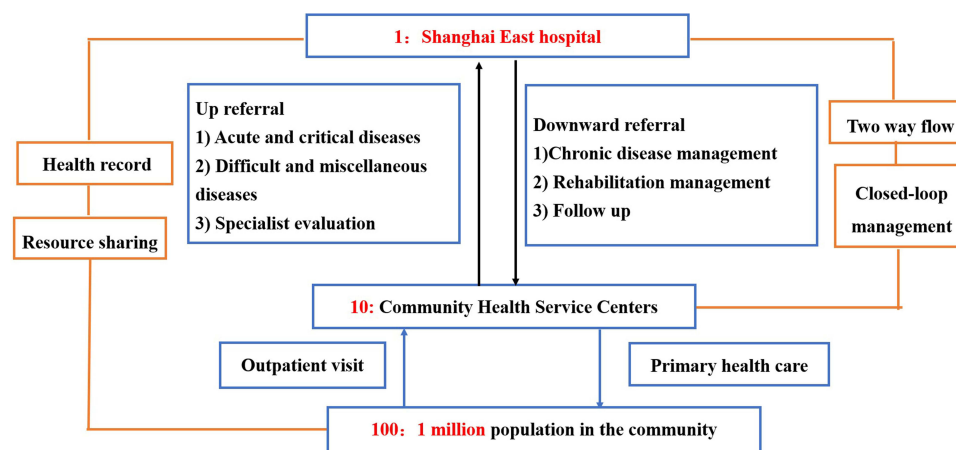 1：Shanghai East hospital
Up referral
1) Acute and critical diseases
2) Difficult and miscellaneous
diseases
3) Specialist evaluation
Downward referral
1)Chronic disease management
2) Rehabilitation management
3) Follow up
Health record
Resource sharing
Two way flow
Closed-loop
management
10: Community Health Service Centers
Outpatient visit
Primary health care
100：1 million population in the community